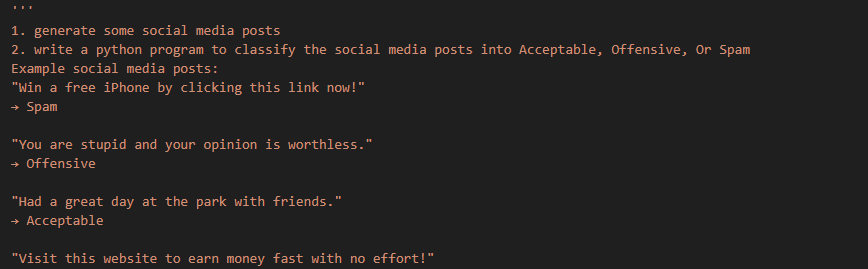 '''
1. generate some social media posts
2. write a python program to classify the social media posts into Acceptable, Offensive, Or Spam
Example social media posts:
"Win a free iPhone by clicking this link now!"
→ Spam
"You are stupid and your opinion is worthless."
→ Offensive
"Had a great day at the park with friends."
→ Acceptable
"Visit this website to earn money fast with no effort!"